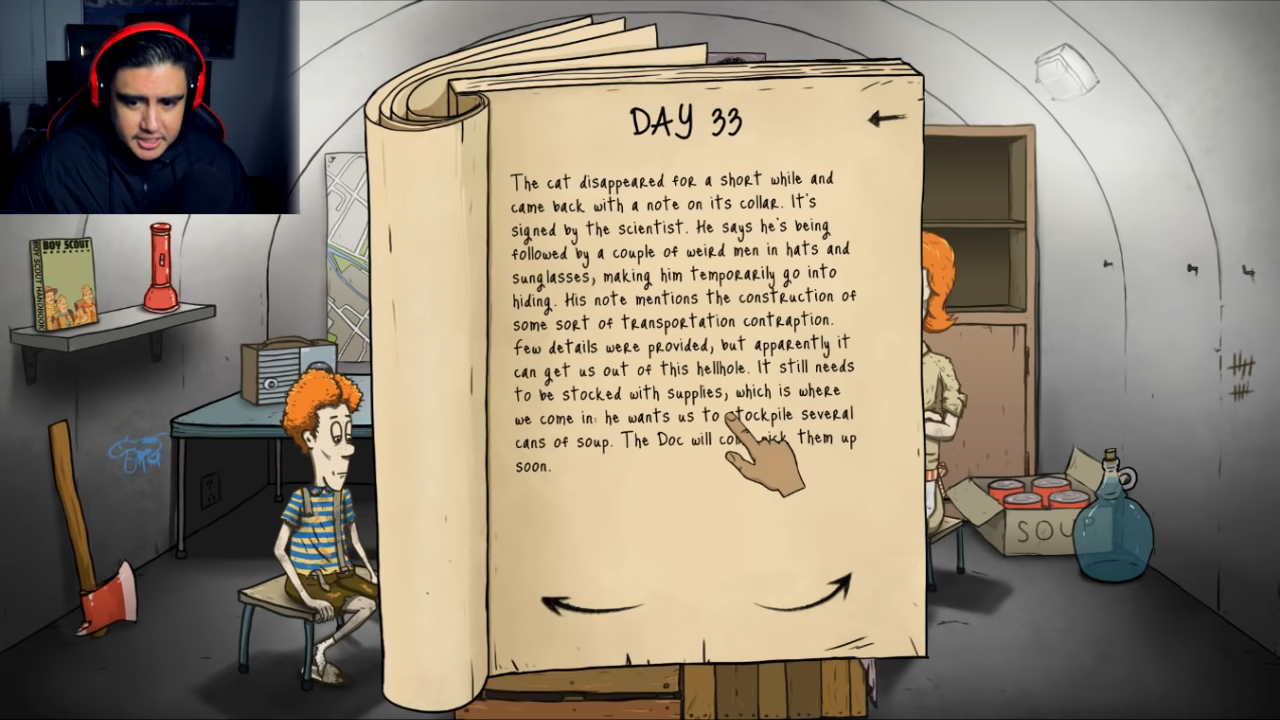 DAY 33
The cat disappeared for a short while and
came back with a note on its collar. It's
signed by the scientist. He says he's being
followed by a couple of weird men in hats and
sunglasses, making him temporarily go into
hiding. His note mentions the construction of
some sort of transportation contraption.
few details were provided, but apparently it
can get us out of this hellhole. It still needs
to be stocked with supplies, which is where
we come in: he wants us to stockpile several
cans of soup. The Doc will come pick them up
soon.
BOY SCOUT
BOY SCOUT HANDBOOK
SOUP